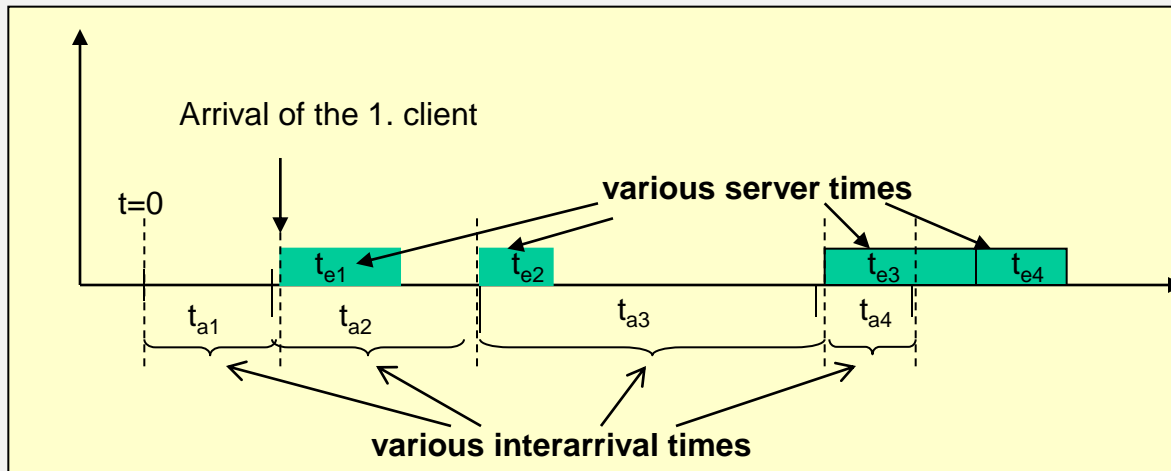 Arrival of the 1. client
various server times
t=0
te1
te2
te3
te4
ta1
ta2
ta3
ta4
various interarrival times